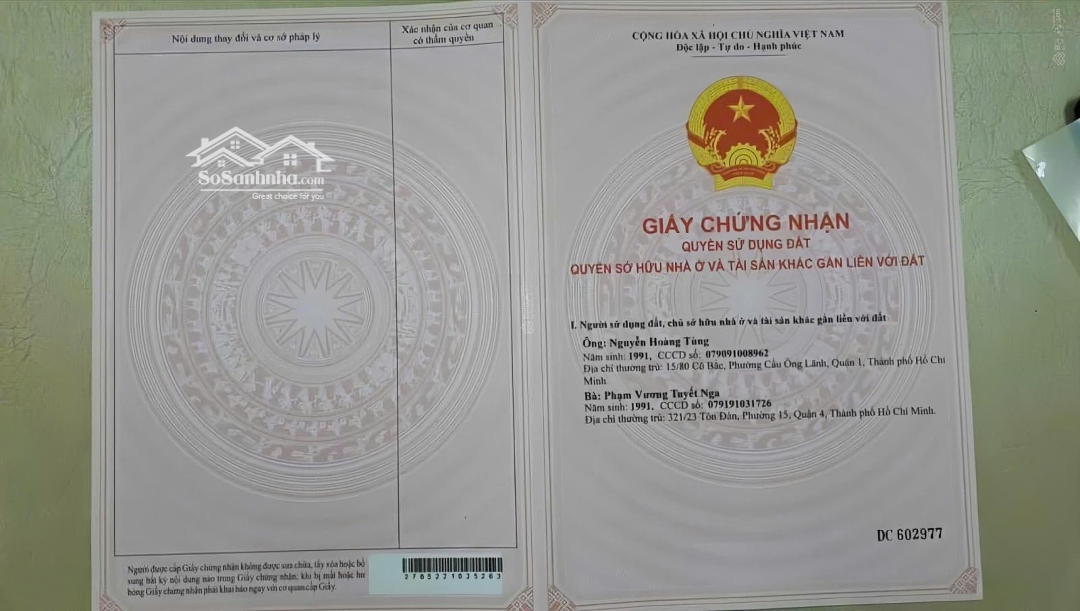 Nội dung thay đổi và cơ sở pháp lý
Xác nhận của cơ quan
có thẩm quyền
SoSanhnha.com
Great choice for you
Người được cấp Giấy chứng nhận không được sửa chữa, tẩy xóa hoặc bổ
sung bất kỳ nội dung nào trong Giấy chứng nhận; khi bị mất hoặc hư
hỏng Giấy chứng nhận phải khai báo ngay với cơ quan cấp Giấy.
2765221035263
CỘNG HÒA XÃ HỘI CHỦ NGHĨA VIỆT NAM
Độc lập - Tự do - Hạnh phúc
GIẤY CHỨNG NHẬN
QUYỀN SỬ DỤNG ĐẤT
QUYỀN SỞ HỮU NHÀ Ở VÀ TÀI SẢN KHÁC GẮN LIỀN VỚI ĐẤT
I. Người sử dụng đất, chủ sở hữu nhà ở và tài sản khác gắn liền với đất
Ông: Nguyễn Hoàng Tùng
Năm sinh: 1991, CCCD số: 079091008962
Địa chỉ thường trú: 15/80 Cô Bắc, Phường Cầu Ông Lãnh, Quận 1, Thành phố Hồ Chí
Minh
Bà: Phạm Vương Tuyết Nga
Năm sinh: 1991, CCCD số: 079191031726
Địa chỉ thường trú: 321/23 Tôn Đản, Phường 15, Quận 4, Thành phố Hồ Chí Minh.
DC 602977